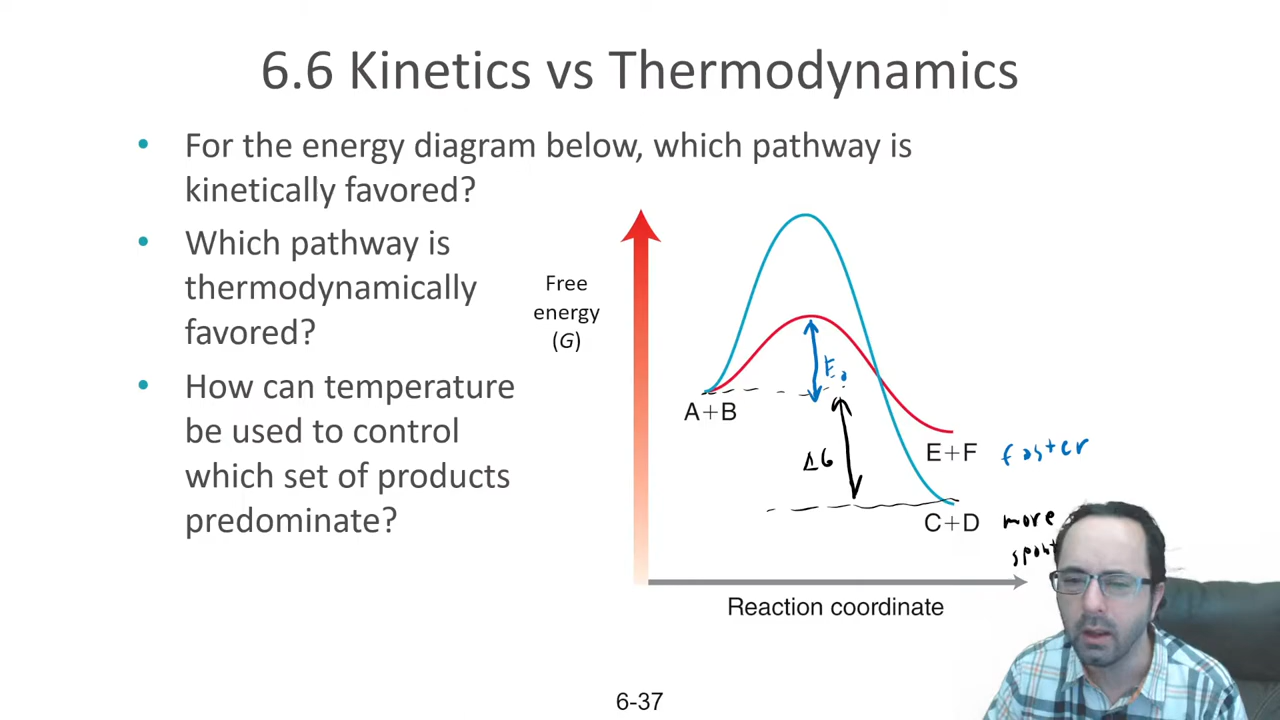 6.6 Kinetics vs Thermodynamics
• For the energy diagram below, which pathway is
kinetically favored?
• Which pathway is
thermodynamically
favored?
• How can temperature
be used to control
which set of products
predominate?
Free
energy
(G)
A+B
Ea
ΔG
E+F faster
C+D more
Reaction coordinate
6-37